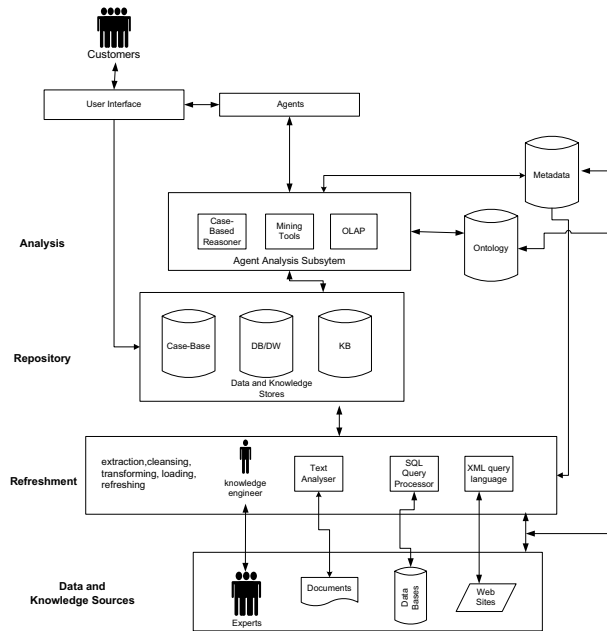 Customers
User Interface
Agents
Metadata
Analysis
Case-
Based
Reasoner
Mining
Tools
OLAP
Agent Analysis Subsytem
Ontology
Repository
Case-Base
DB/DW
KB
Data and Knowledge
Stores
Refreshment
extraction,cleansing,
transforming, loading,
refreshing
knowledge
engineer
Text
Analyser
SQL
Query
Processor
XML query
language
Data and
Knowledge Sources
Experts
Documents
Data
Bases
Web
Sites